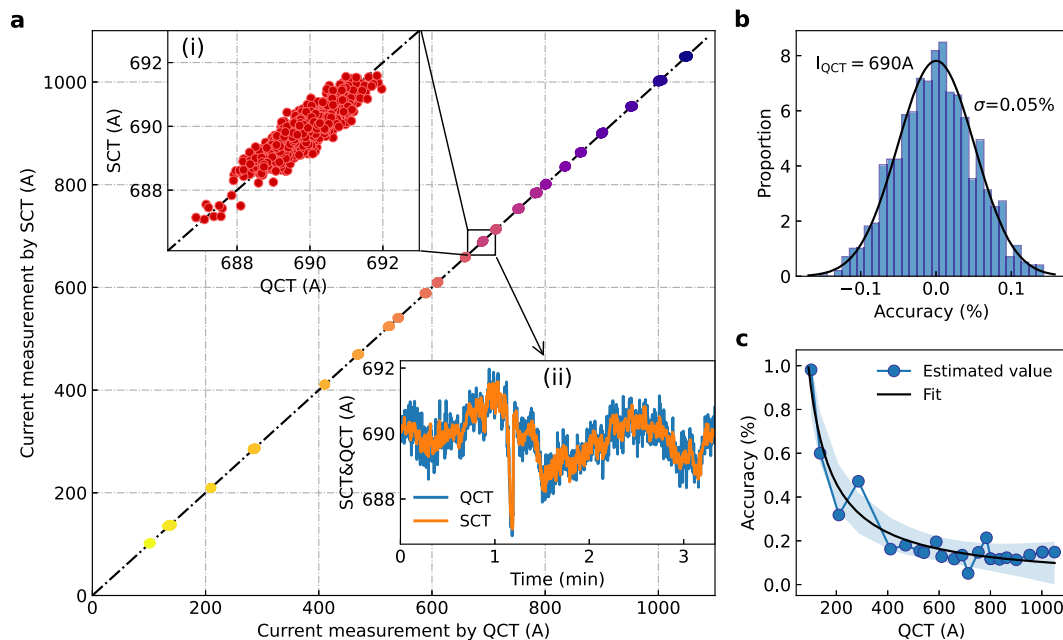 a
Current measurement by SCT (A)
1000
800
600
400
200
0
0 200 400 600 800 1000
Current measurement by QCT (A)
(i)
SCT (A)
692
690
688
688 690 692
QCT (A)
(ii)
SCT&QCT (A)
692
690
688
QCT
SCT
0 1 2 3
Time (min)
b
Proportion
8
6
4
2
0
I_QCT = 690A
σ=0.05%
−0.1 0.0 0.1
Accuracy (%)
c
Accuracy (%)
1.0
0.8
0.6
0.4
0.2
0.0
Estimated value
Fit
200 400 600 800 1000
QCT (A)